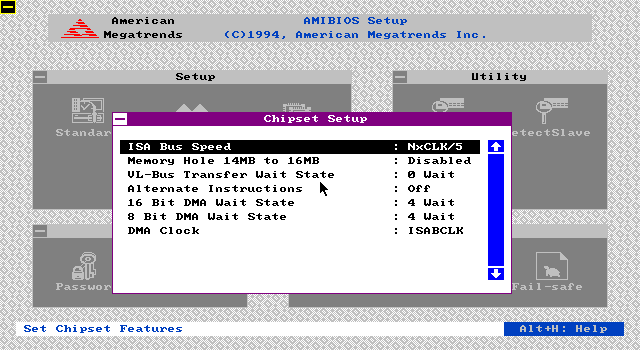 American
Megatrends
AMIBIOS Setup
(C)1994, American Megatrends Inc.
Setup
Utility
Standar
etectSlave
Chipset Setup
ISA Bus Speed : NxCLK/5
Memory Hole 14MB to 16MB : Disabled
VL-Bus Transfer Wait State : 0 Wait
Alternate Instructions : Off
16 Bit DMA Wait State : 4 Wait
8 Bit DMA Wait State : 4 Wait
DMA Clock : ISABCLK
Passwor
Fail-safe
Set Chipset Features
Alt+H: Help